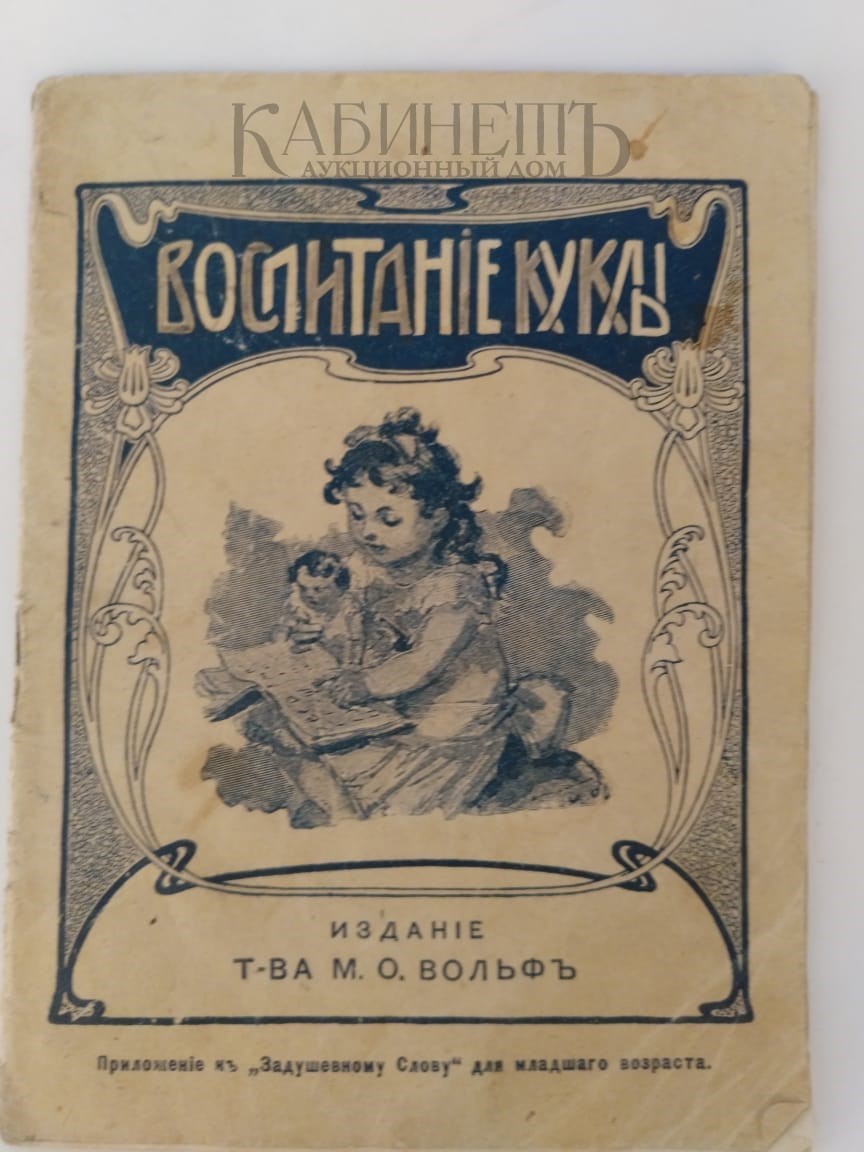 КАБИНЕТЪ
АУКЦИОННЫЙ ДОМ
ВОСПИТАНІЕ КУКЛЫ
ИЗДАНІЕ
Т-ВА М. О. ВОЛЬФЪ
Приложеніе къ „Задушевному Слову“ для младшаго возраста.